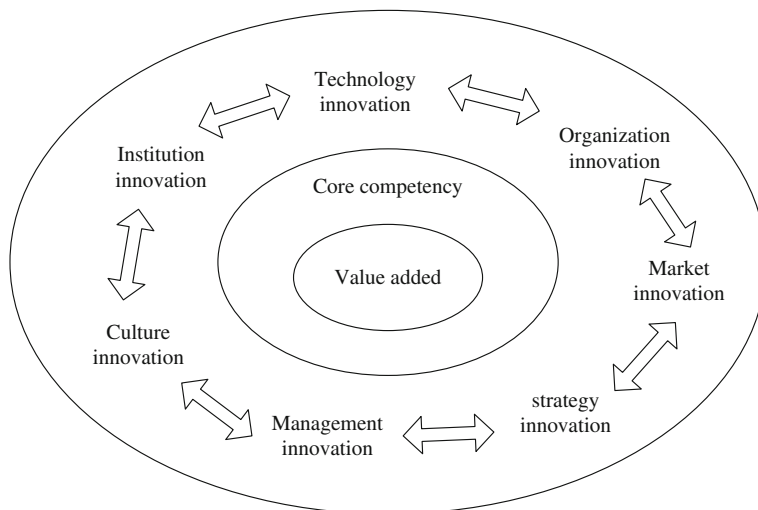 Technology
innovation
Organization
innovation
Institution
innovation
Core competency
Value added
Market
innovation
Culture
innovation
strategy
innovation
Management
innovation